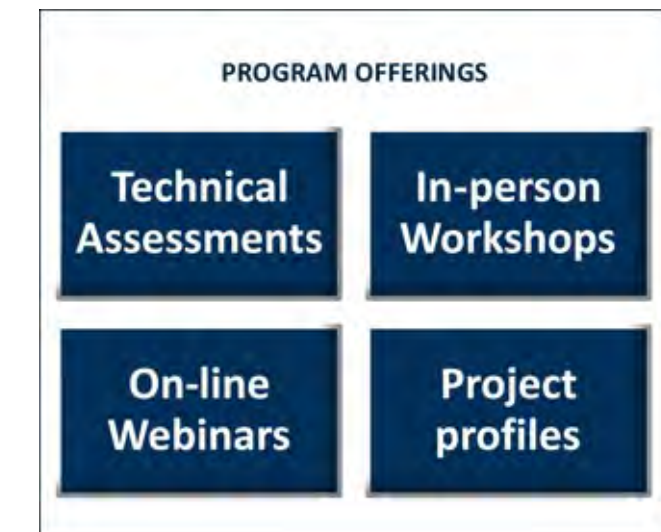 PROGRAM OFFERINGS
Technical
Assessments
In-person
Workshops
On-line
Webinars
Project
profiles